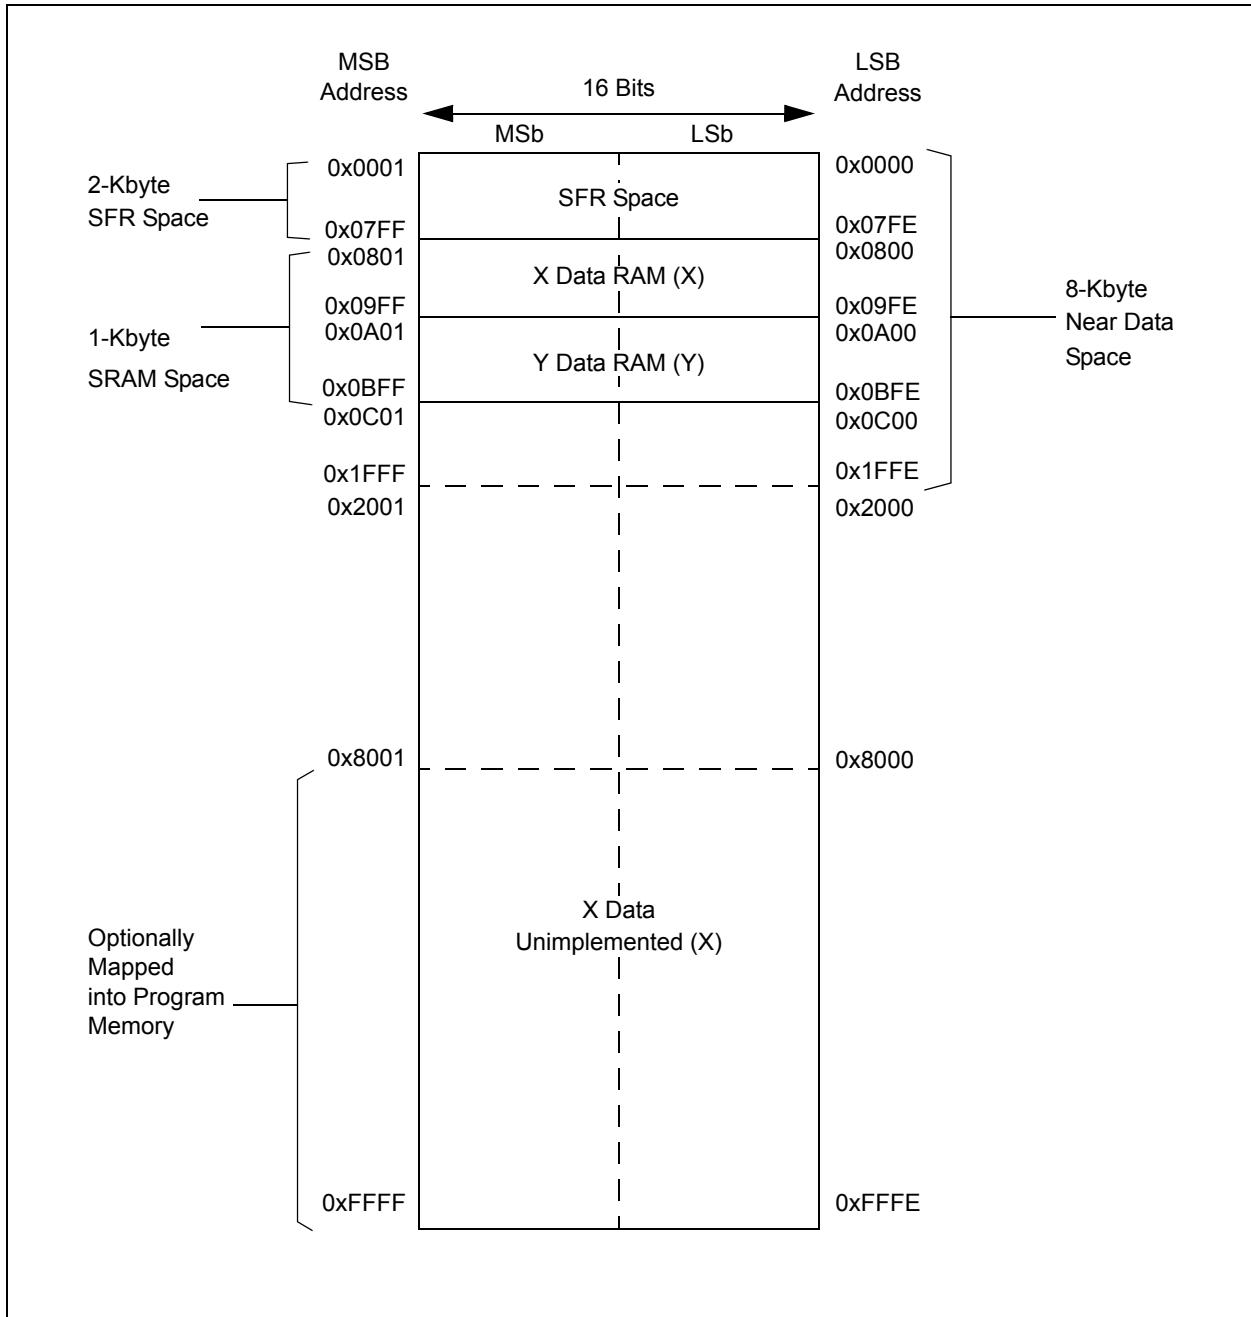 MSB
Address
16 Bits
LSB
Address
MSb
LSb
0x0001
0x0000
2-Kbyte
SFR Space
SFR Space
0x07FF
0x07FE
0x0801
0x0800
X Data RAM (X)
0x09FF
0x09FE
0x0A01
0x0A00
1-Kbyte
SRAM Space
8-Kbyte
Near Data
Space
Y Data RAM (Y)
0x0BFF
0x0BFE
0x0C01
0x0C00
0x1FFF
0x1FFE
0x2001
0x2000
0x8001
0x8000
X Data
Unimplemented (X)
Optionally
Mapped
into Program
Memory
0xFFFF
0xFFFE